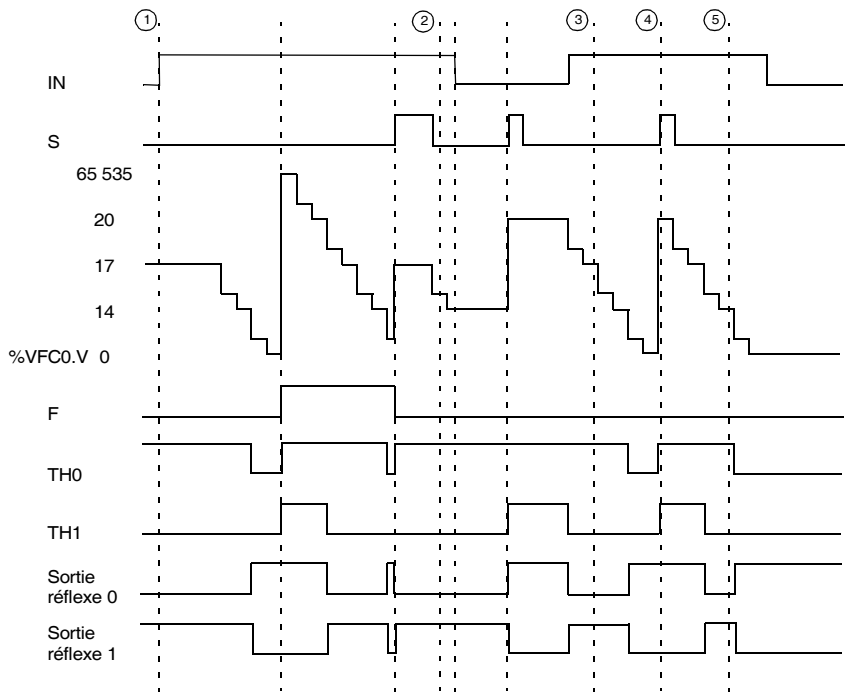 1 2 3 4 5
IN
S
65 535
20
17
14
%VFC0.V 0
F
TH0
TH1
Sortie
réflexe 0
Sortie
réflexe 1